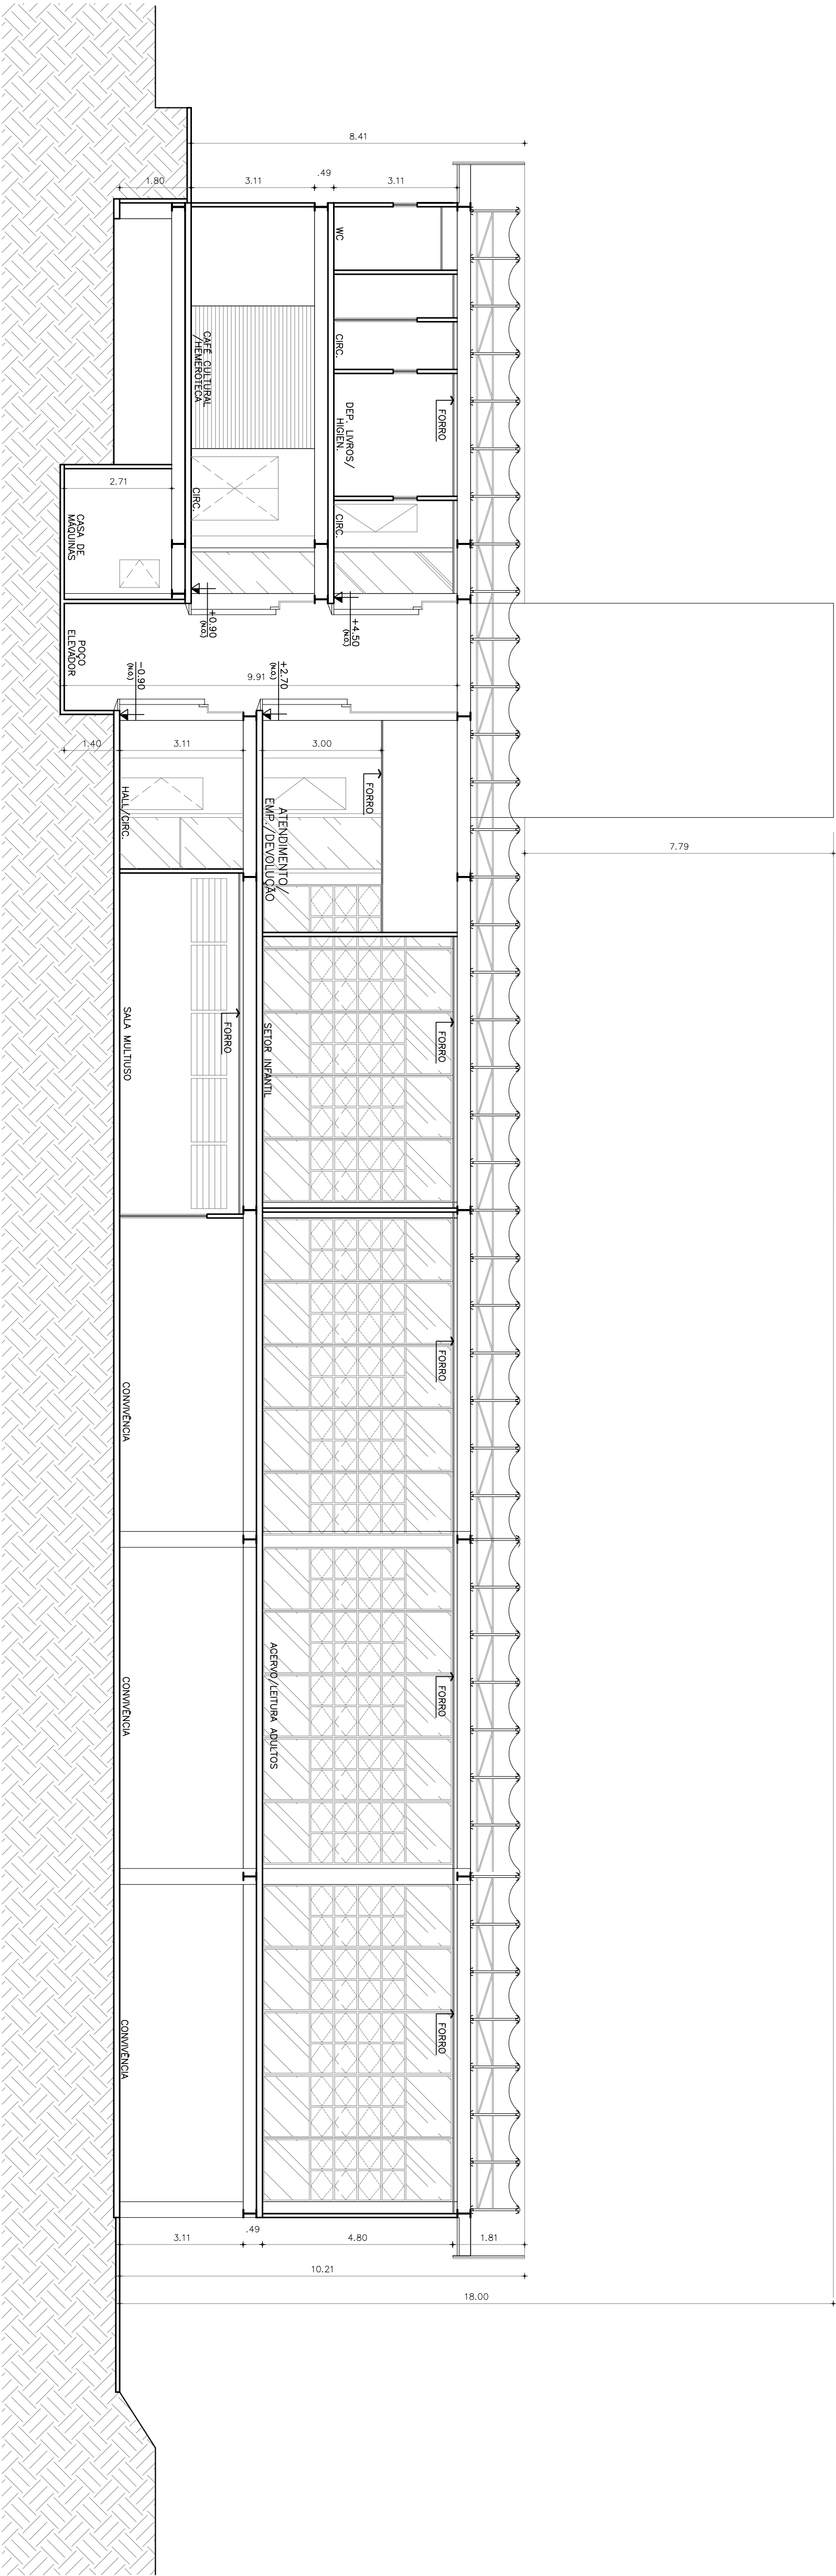 8.41
1.80
3.11
.49
3.11
WC
CIRC.
DEP. LIVROS/
HIGIEN.
FORRO
CIRC.
CAFÉ CULTURAL
/HEMEROTECA
CIRC.
2.71
CASA DE
MÁQUINAS
+0.90
(N.O.)
+4.50
(N.O.)
POÇO
ELEVADOR
9.91
-0.90
(N.O.)
+2.70
(N.O.)
1.40
3.11
3.00
FORRO
HALL/CIRC.
ATENDIMENTO/
EMP./DEVOLUÇÃO
7.79
SALA MULTIUSO
FORRO
SETOR INFANTIL
FORRO
CONVIVÊNCIA
FORRO
CONVIVÊNCIA
ACERVO/LEITURA ADULTOS
FORRO
CONVIVÊNCIA
FORRO
3.11
.49
4.80
1.81
10.21
18.00